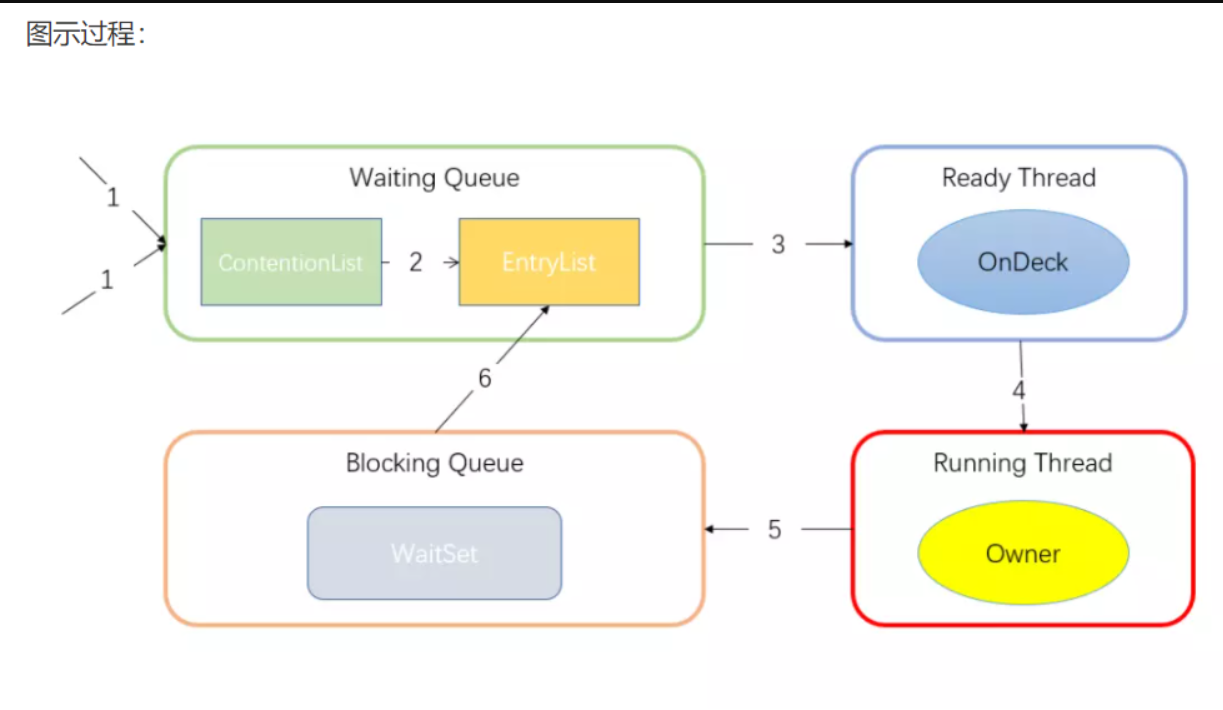 图示过程：
Waiting Queue
Ready Thread
1
ContentionList
2
EntryList
3
OnDeck
1
6
4
Blocking Queue
Running Thread
5
WaitSet
Owner